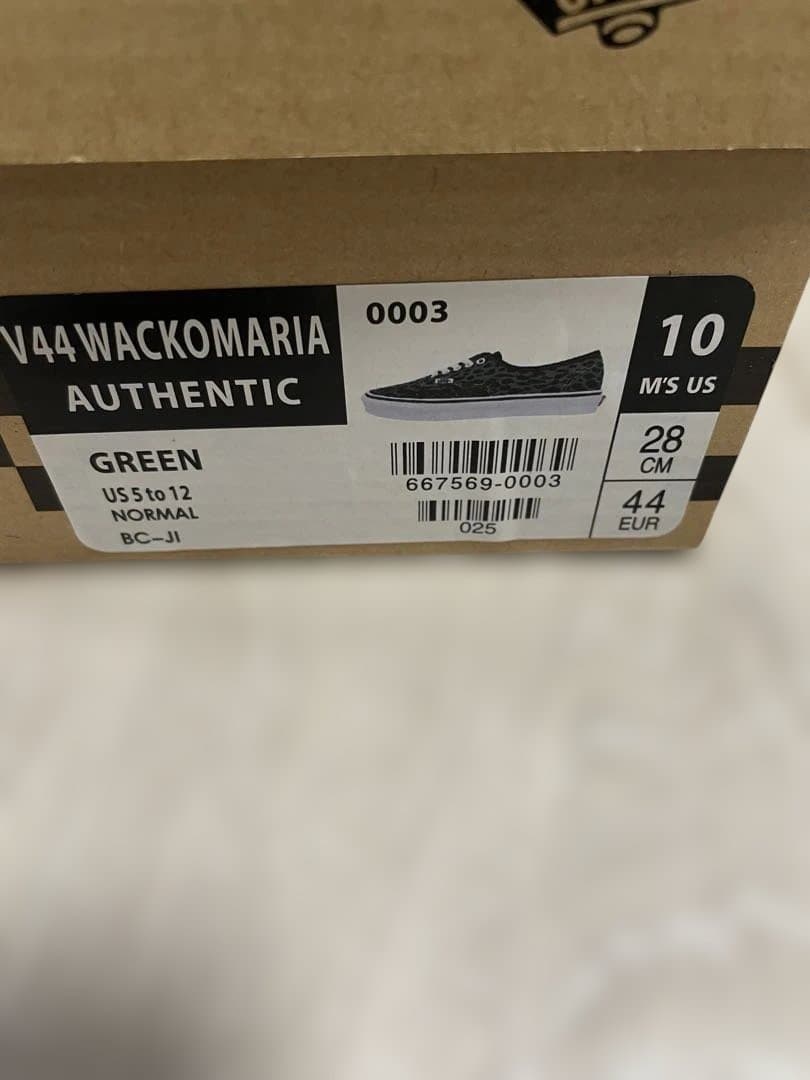 V44WACKOMARIA
AUTHENTIC
GREEN
US 5 to 12
NORMAL
BC-JI
0003
667569-0003
025
10
M'S US
28
CM
44
EUR